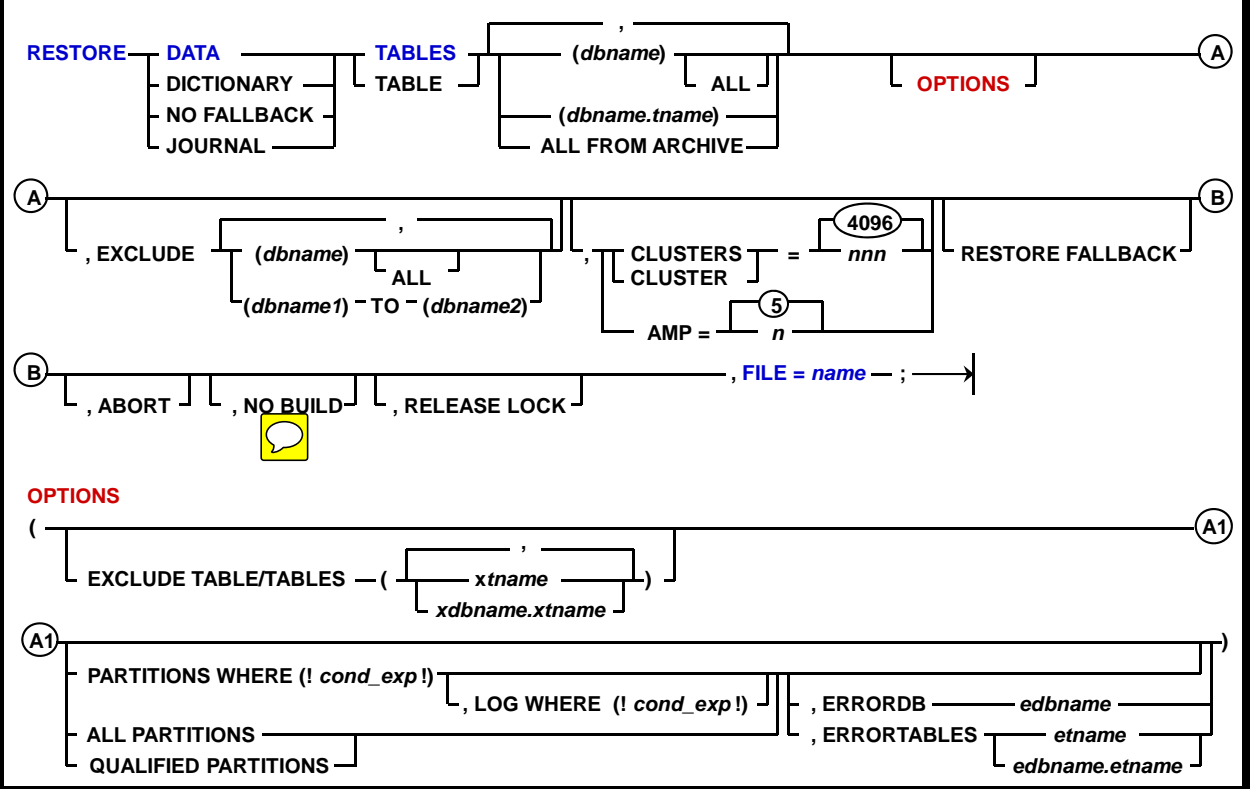 ,
RESTORE DATA TABLES (dbname) A
DICTIONARY TABLE ALL OPTIONS
NO FALLBACK (dbname.tname)
JOURNAL ALL FROM ARCHIVE
A B
, 4096
, EXCLUDE (dbname) , CLUSTERS = nnn RESTORE FALLBACK
ALL CLUSTER
(dbname1) TO (dbname2) 5
AMP = n
B , FILE = name ;
, ABORT , NO BUILD , RELEASE LOCK
OPTIONS
( A1
,
EXCLUDE TABLE/TABLES ( xtname )
xdbname.xtname
A1 )
PARTITIONS WHERE (! cond_exp !)
, LOG WHERE (! cond_exp !) , ERRORDB edbname
ALL PARTITIONS , ERRORTABLES etname
QUALIFIED PARTITIONS edbname.etname